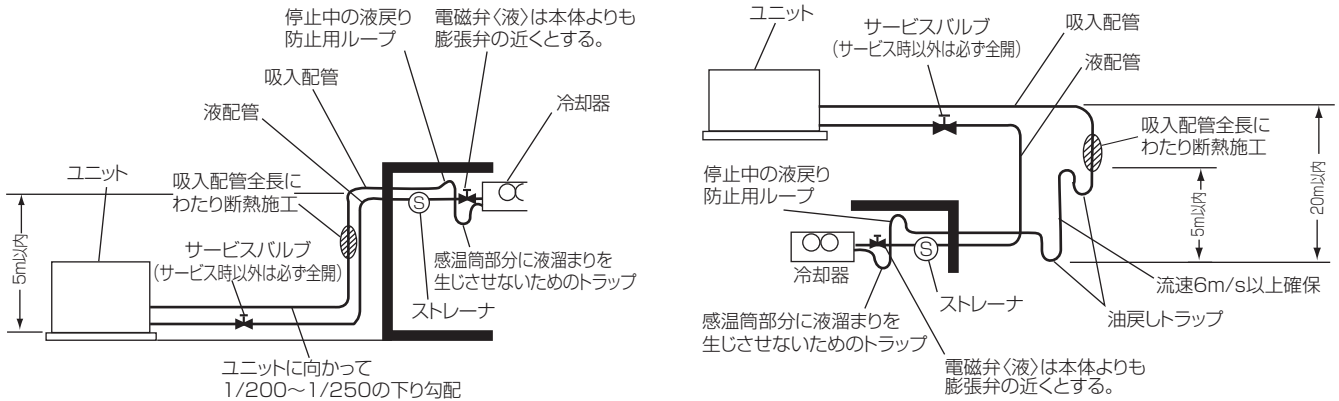 停止中の液戻り
防止用ループ
電磁弁〈液〉は本体よりも
膨張弁の近くとする。
吸入配管
液配管
冷却器
ユニット
吸入配管全長に
わたり断熱施工
5m以内
サービスバルブ
(サービス時以外は必ず全開)
感温筒部分に液溜まりを
生じさせないためのトラップ
S
ストレーナ
ユニットに向かって
1/200〜1/250の下り勾配
ユニット
サービスバルブ
(サービス時以外は必ず全開)
吸入配管
液配管
吸入配管全長に
わたり断熱施工
20m以内
5m以内
停止中の液戻り
防止用ループ
S
冷却器
ストレーナ
流速6m/s以上確保
油戻しトラップ
感温筒部分に液溜まりを
生じさせないためのトラップ
電磁弁〈液〉は本体よりも
膨張弁の近くとする。